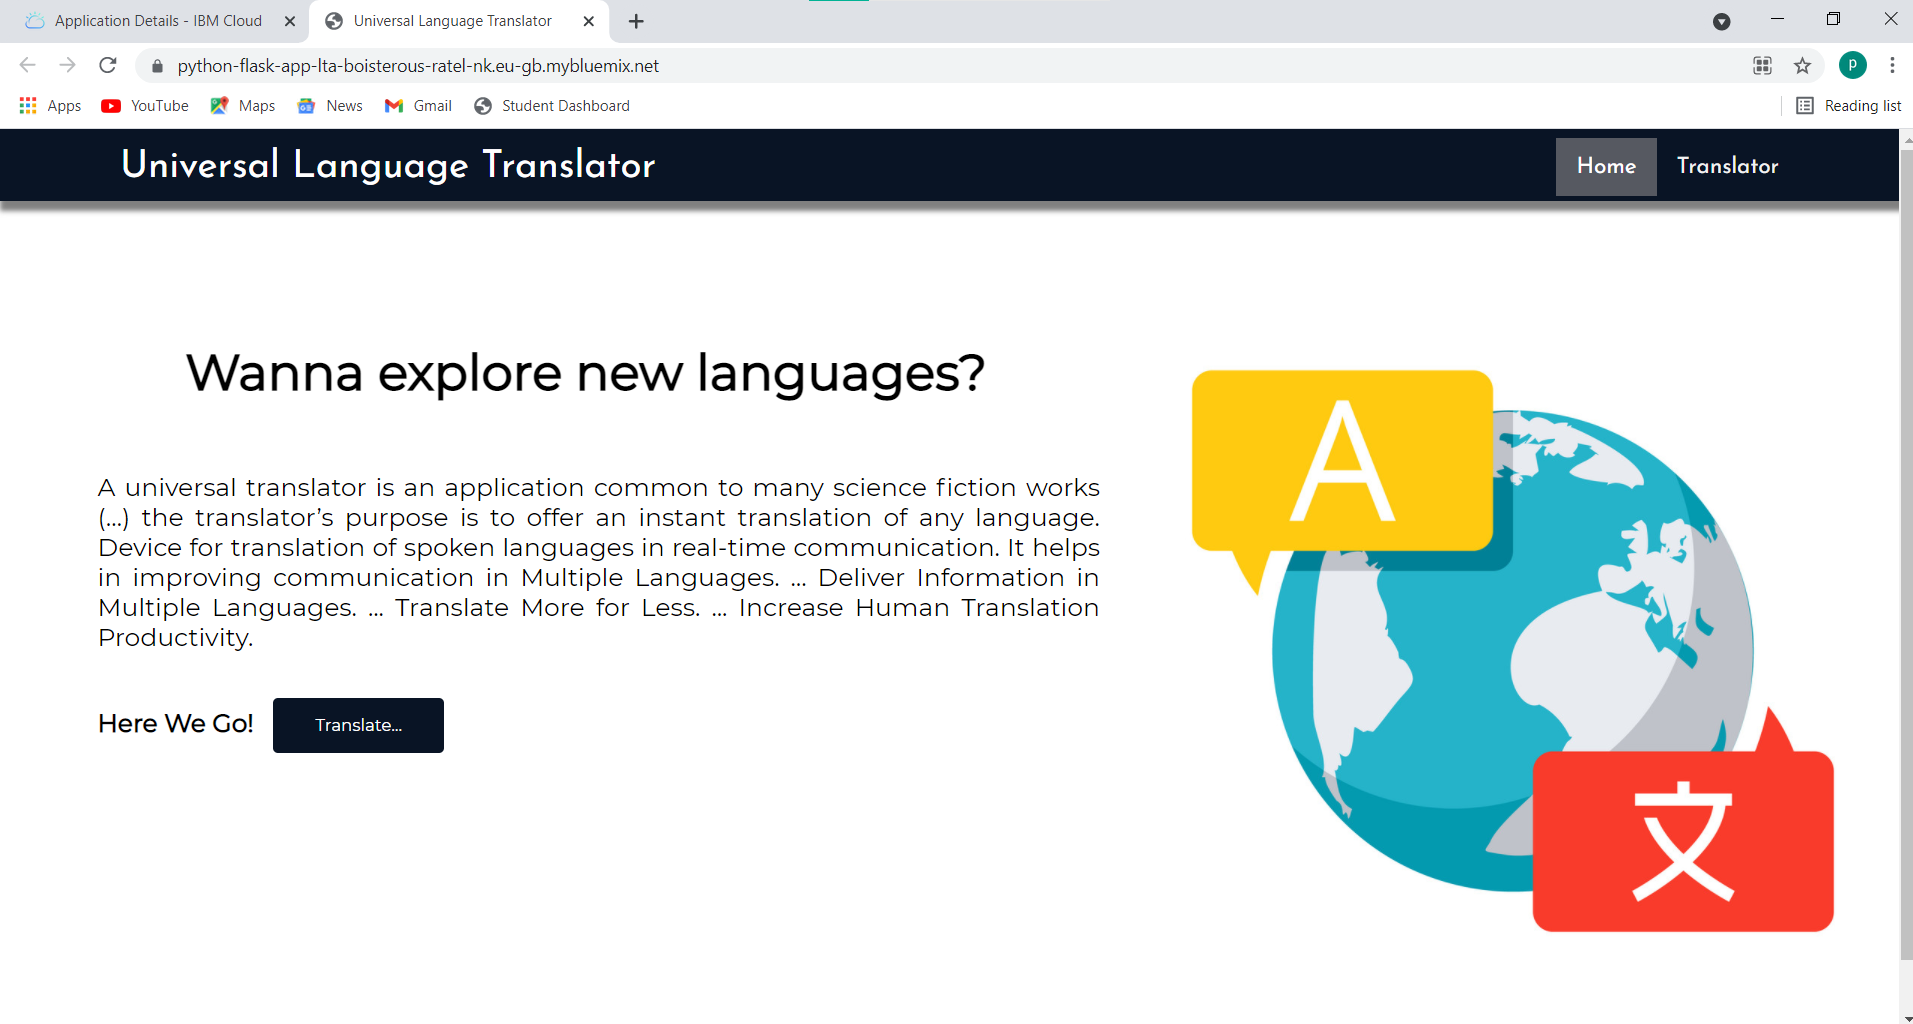 Application Details - IBM Cloud
Universal Language Translator
python-flask-app-lta-boisterous-ratel-nk.eu-gb.mybluemix.net
P
Apps YouTube Maps News Gmail Student Dashboard Reading list
Universal Language Translator Home Translator
Wanna explore new languages?
A universal translator is an application common to many science fiction works
(...) the translator’s purpose is to offer an instant translation of any language.
Device for translation of spoken languages in real-time communication. It helps
in improving communication in Multiple Languages. ... Deliver Information in
Multiple Languages. ... Translate More for Less. ... Increase Human Translation
Productivity.
Here We Go! Translate...
A
文